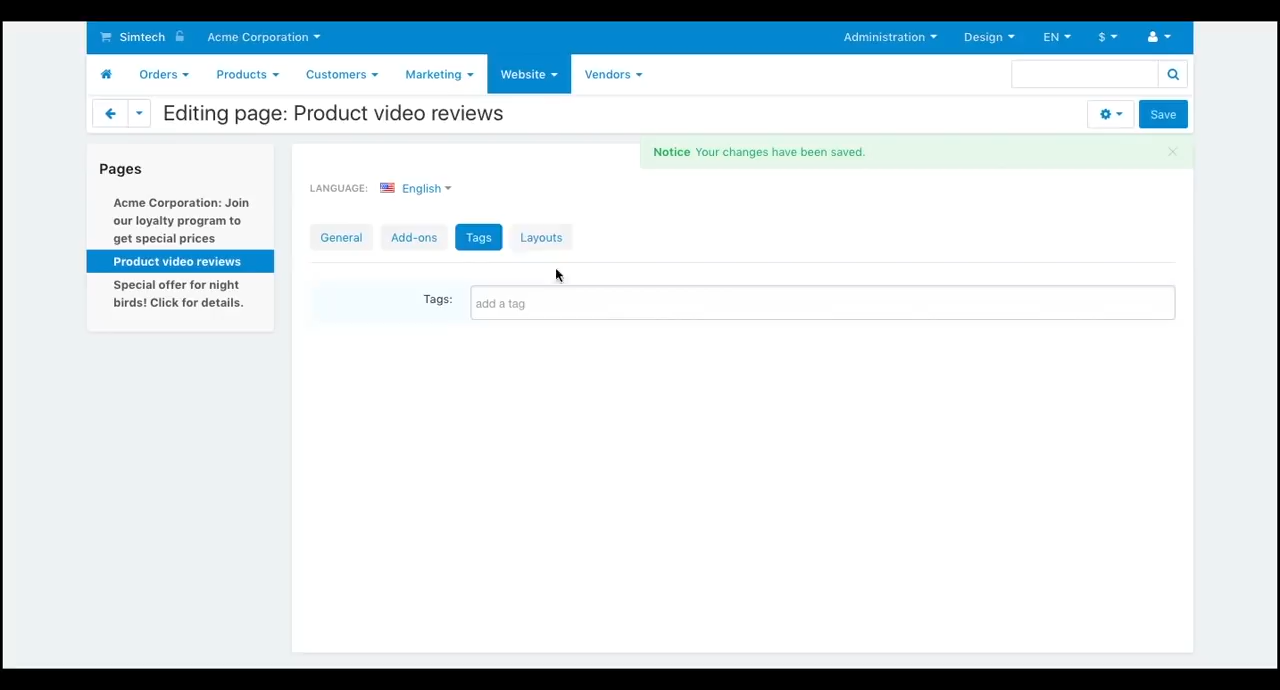 Simtech Acme Corporation Administration Design EN $
Orders Products Customers Marketing Website Vendors
Editing page: Product video reviews Save
Notice Your changes have been saved.
Pages
Acme Corporation: Join
our loyalty program to
get special prices
Product video reviews
Special offer for night
birds! Click for details.
LANGUAGE: English
General Add-ons Tags Layouts
Tags: add a tag